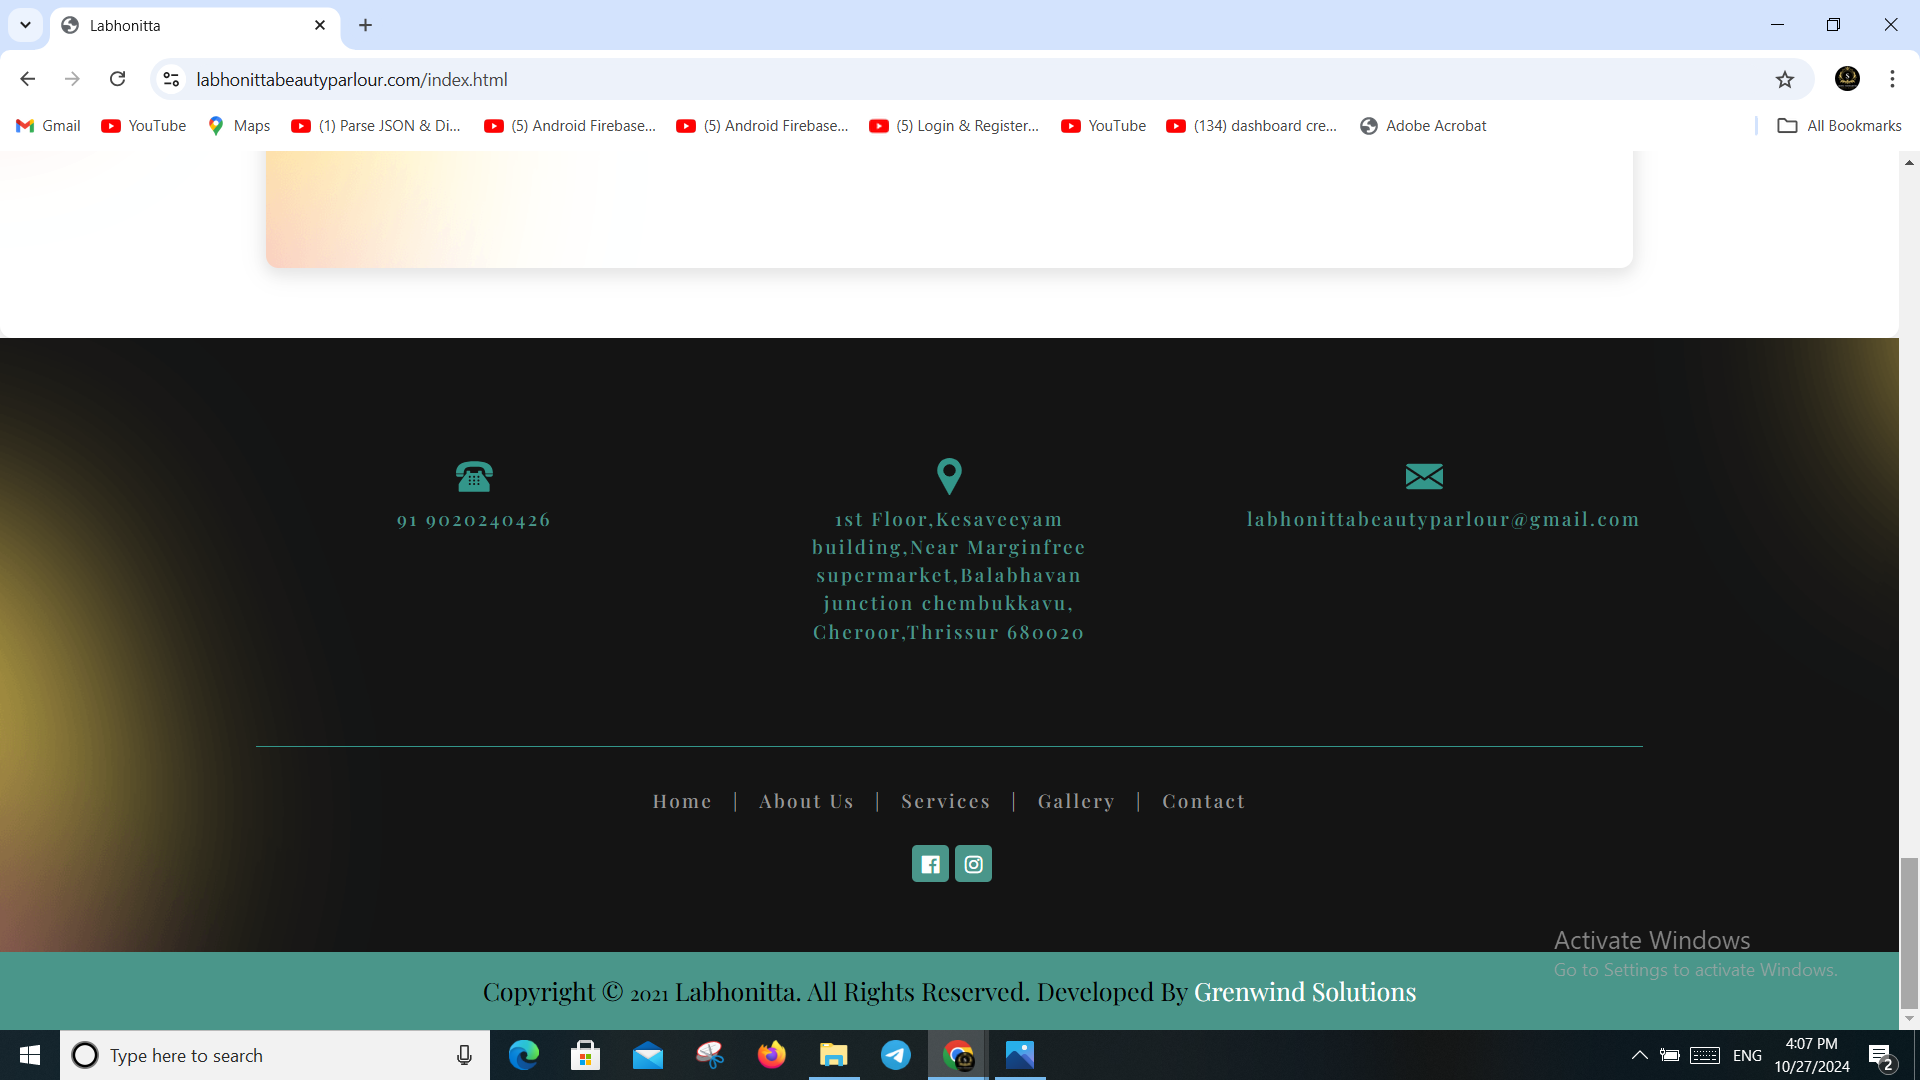 Labhonitta
labhonittabeautyparlour.com/index.html
Gmail YouTube Maps (1) Parse JSON & Di... (5) Android Firebase... (5) Android Firebase... (5) Login & Register... YouTube (134) dashboard cre... Adobe Acrobat All Bookmarks
91 9020240426
1st Floor,Kesaveeyam
building,Near Marginfree
supermarket,Balabhavan
junction chembukkavu,
Cheroor,Thrissur 680020
labhonittabeautyparlour@gmail.com
Home | About Us | Services | Gallery | Contact
Activate Windows
Go to Settings to activate Windows.
Copyright © 2021 Labhonitta. All Rights Reserved. Developed By Grenwind Solutions
Type here to search
ENG
4:07 PM
10/27/2024
2